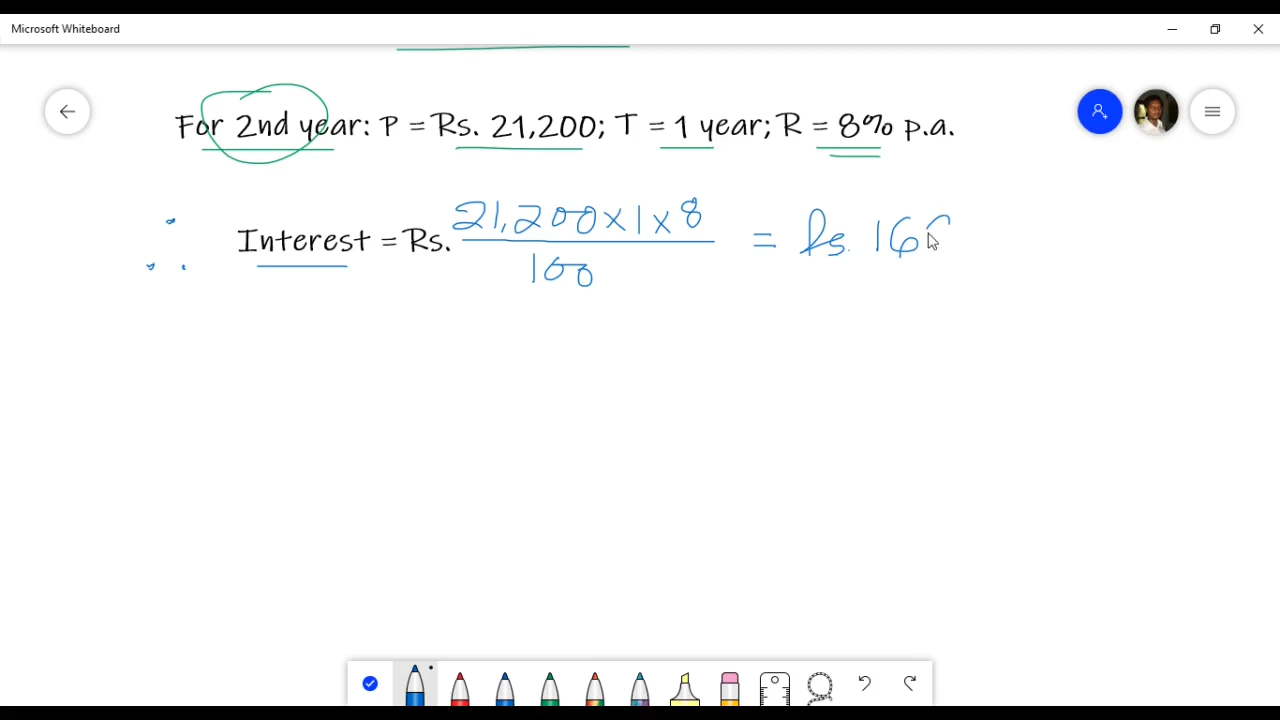 Microsoft Whiteboard
For 2nd year: P = Rs. 21,200; T = 1 year; R = 8% p.a.
∴ Interest = Rs. 21,200 × 1 × 8 / 100 = Rs. 16